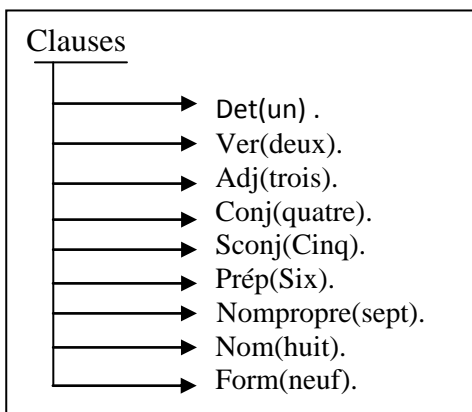 Clauses
Det(un) .
Ver(deux).
Adj(trois).
Conj(quatre).
Sconj(Cinq).
Prép(Six).
Nompropre(sept).
Nom(huit).
Form(neuf).